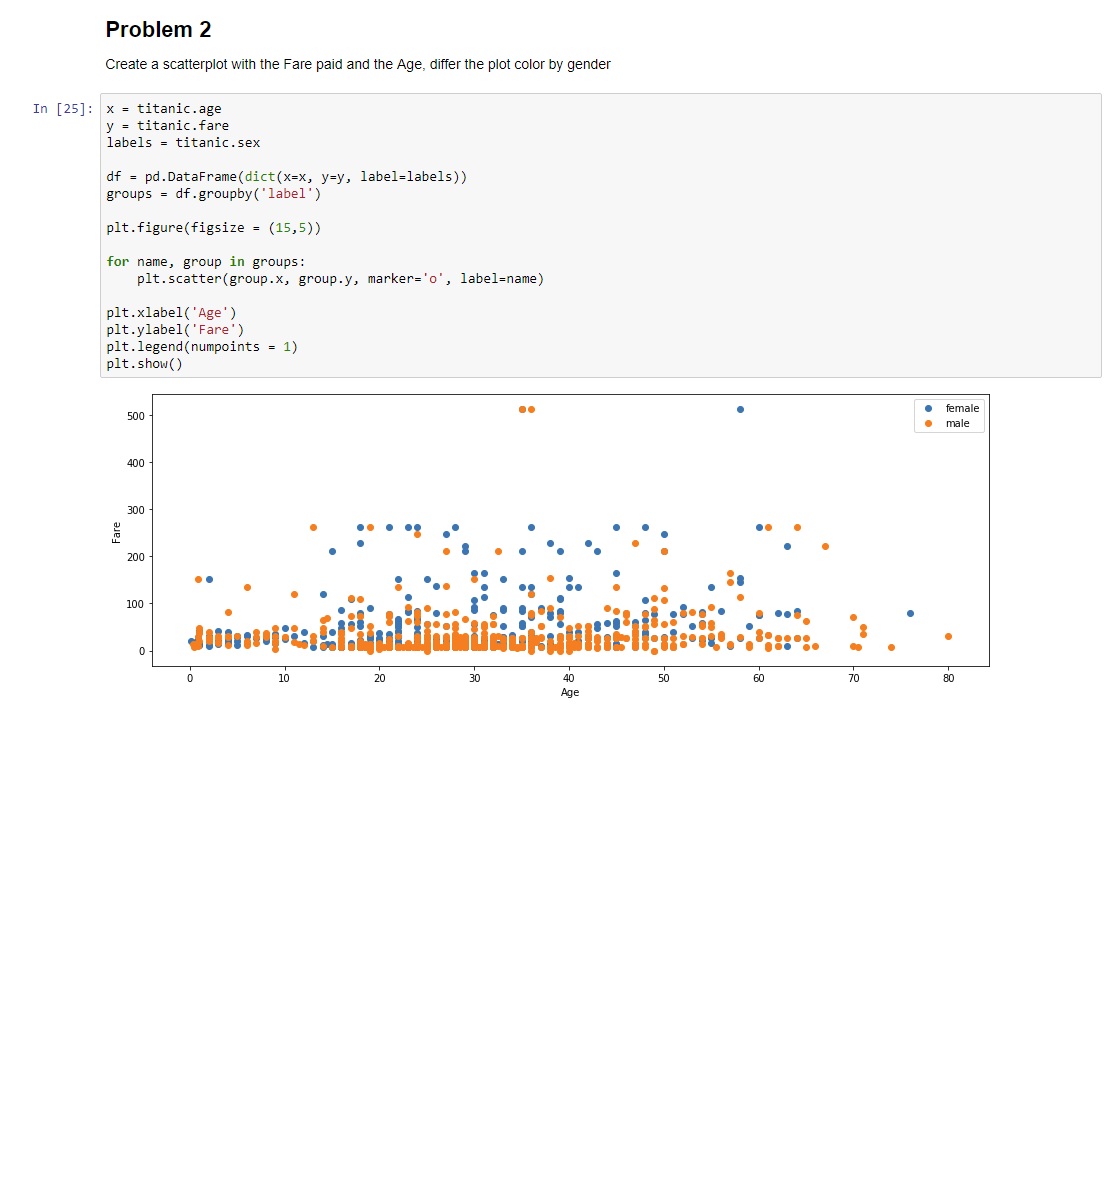 Problem 2
Create a scatterplot with the Fare paid and the Age, differ the plot color by gender
In [25]:
x = titanic.age
y = titanic.fare
labels = titanic.sex
df = pd.DataFrame(dict(x=x, y=y, label=labels))
groups = df.groupby('label')
plt.figure(figsize = (15,5))
for name, group in groups:
    plt.scatter(group.x, group.y, marker='o', label=name)
plt.xlabel('Age')
plt.ylabel('Fare')
plt.legend(numpoints = 1)
plt.show()
female
male
500
400
300
200
100
0
Fare
0 10 20 30 40 50 60 70 80
Age